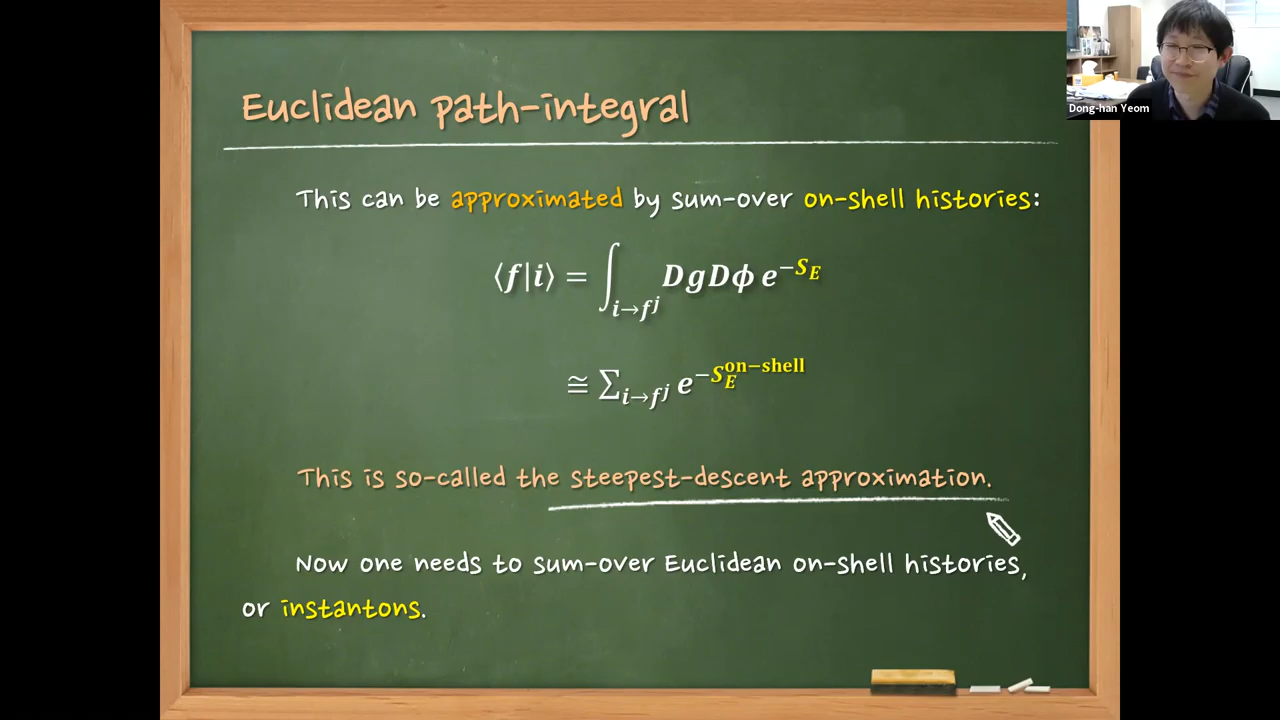 Euclidean path-integral
Dong-han Yeom
This can be approximated by sum-over on-shell histories:
⟨f|i⟩ = ∫_{i→f^j} DgDϕ e^{−S_E}
≅ ∑_{i→f^j} e^{−S_E^{on−shell}}
This is so-called the steepest-descent approximation.
Now one needs to sum-over Euclidean on-shell histories,
or instantons.